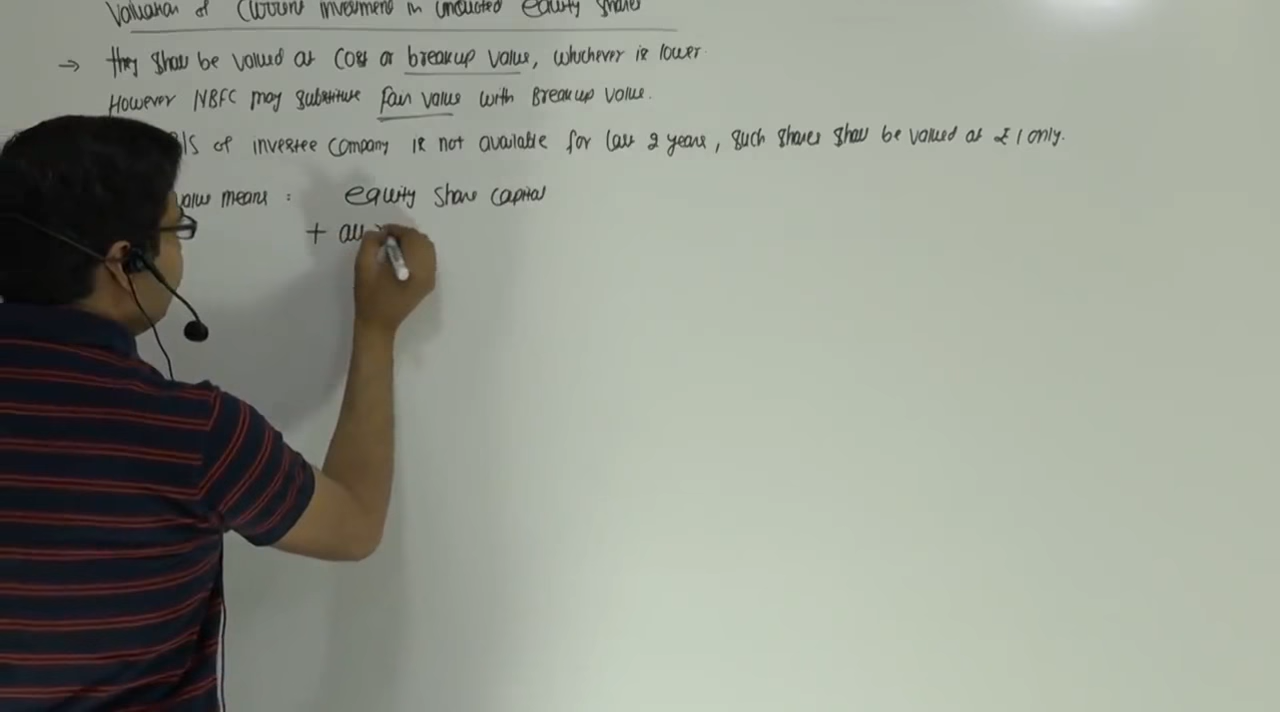 Valuation of Current investment in unquoted equity shares
→ they shall be valued at cost or breakup value, whichever is lower.
However NBFC may substitute fair value with Breakup value.
B/S of investee company is not available for last 2 years, such shares shall be valued at ₹ 1 only.
value means : equity share capital
+ all